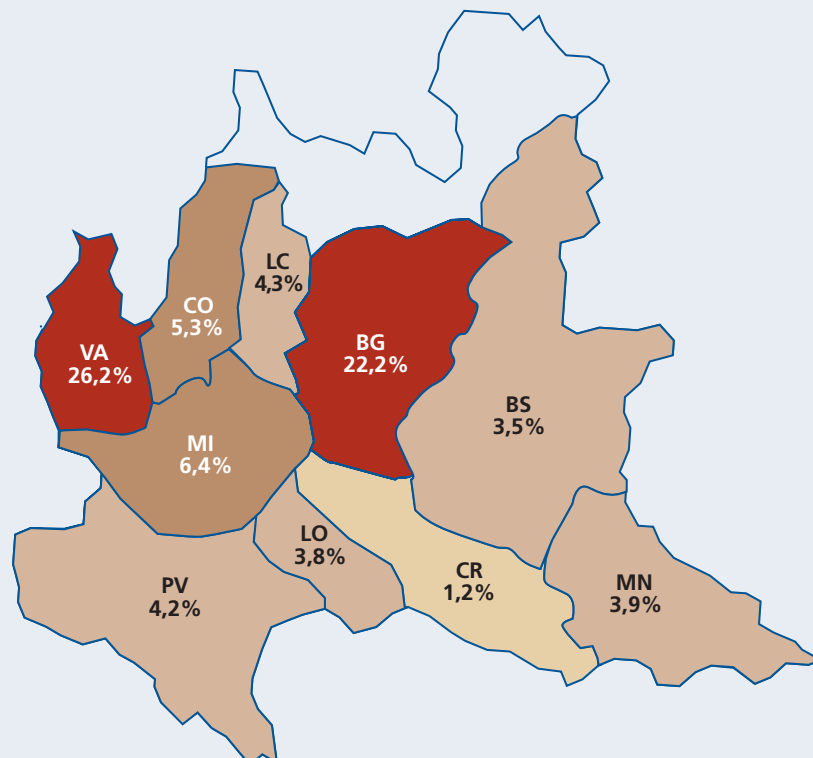 LC
4,3%
CO
5,3%
VA
26,2%
BG
22,2%
BS
3,5%
MI
6,4%
LO
3,8%
CR
1,2%
PV
4,2%
MN
3,9%